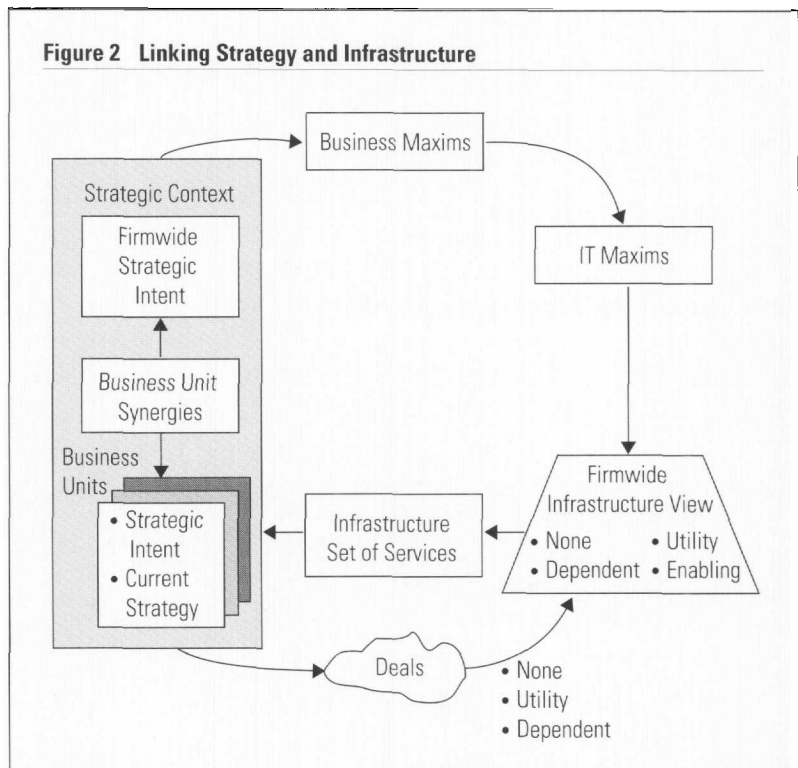 Figure 2 Linking Strategy and Infrastructure
Business Maxims
Strategic Context
Firmwide
Strategic
Intent
IT Maxims
Business Unit
Synergies
Business
Units
• Strategic
Intent
• Current
Strategy
Infrastructure
Set of Services
Firmwide
Infrastructure View
• None • Utility
• Dependent • Enabling
Deals
• None
• Utility
• Dependent